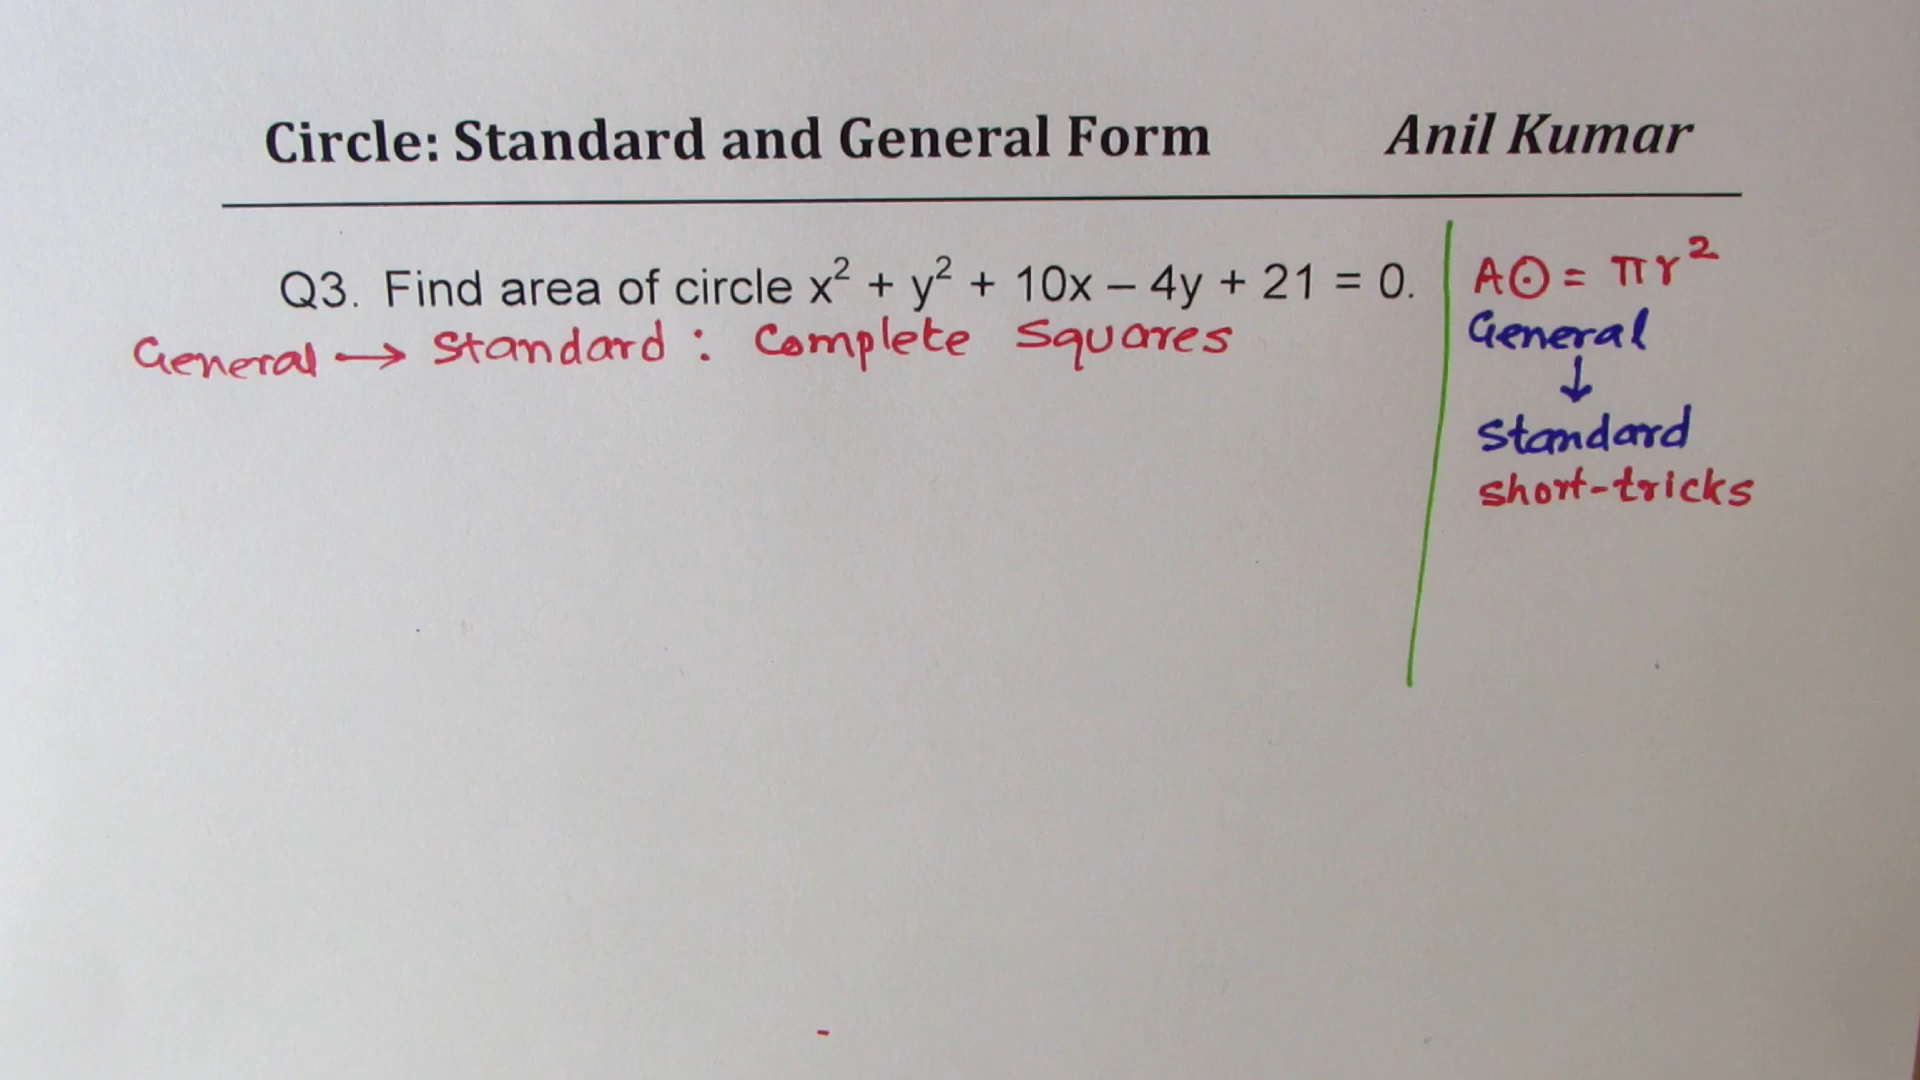 Circle: Standard and General Form Anil Kumar
Q3. Find area of circle x² + y² + 10x – 4y + 21 = 0.
General → Standard : Complete Squares
A⊙ = πr²
General
↓
Standard
short-tricks